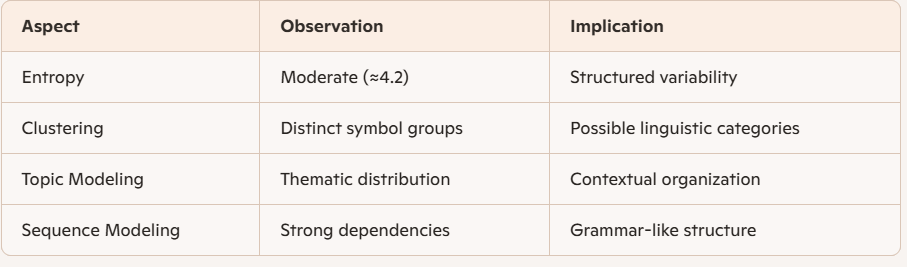 Aspect Observation Implication
Entropy Moderate (≈4.2) Structured variability
Clustering Distinct symbol groups Possible linguistic categories
Topic Modeling Thematic distribution Contextual organization
Sequence Modeling Strong dependencies Grammar-like structure